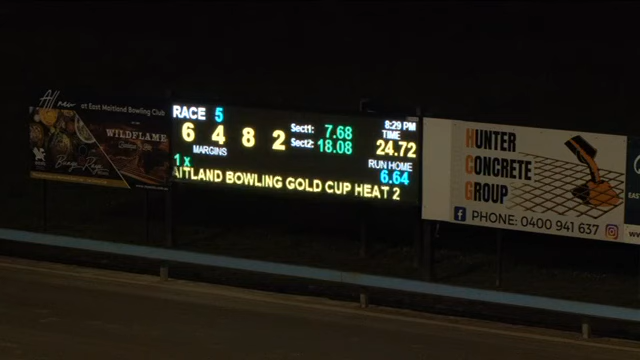 All new at East Maitland Bowling Club
WILDFLAME
RACE 5
6 4 8 2
MARGINS
1 x
Sect1: 7.68
Sect2: 18.08
8:29 PM
TIME
24.72
RUN HOME
6.64
AITLAND BOWLING GOLD CUP HEAT 2
HUNTER
CONCRETE
GROUP
PHONE: 0400 941 637